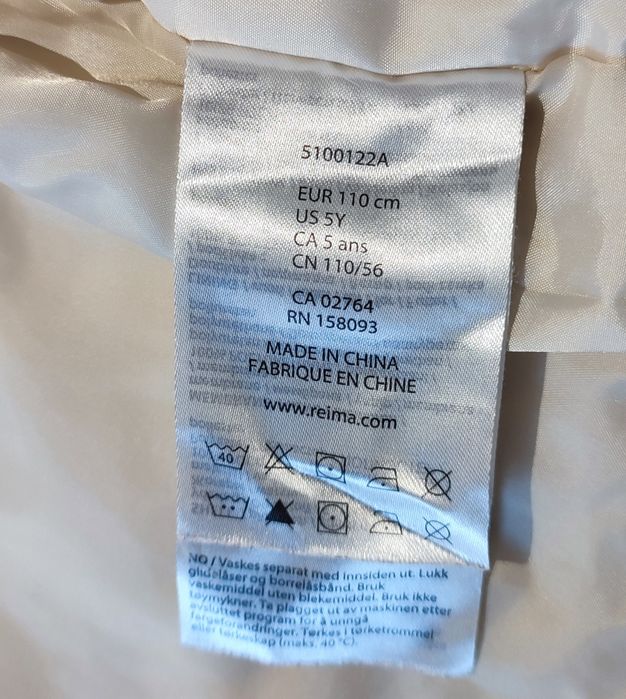 5100122A
EUR 110 cm
US 5Y
CA 5 ans
CN 110/56
CA 02764
RN 158093
MADE IN CHINA
FABRIQUE EN CHINE
www.reima.com
40
NO / Vaskes separat med innsiden ut. Lukk
glidelåser og borrelåsbånd. Bruk
vaskemiddel uten blekemiddel. Bruk ikke
tøymykner. Ta plagget ut av maskinen etter
avsluttet program for å unngå
fargeforandringer. Tørkes i tørketrommel
eller tørkeskap (maks. 40 °C).